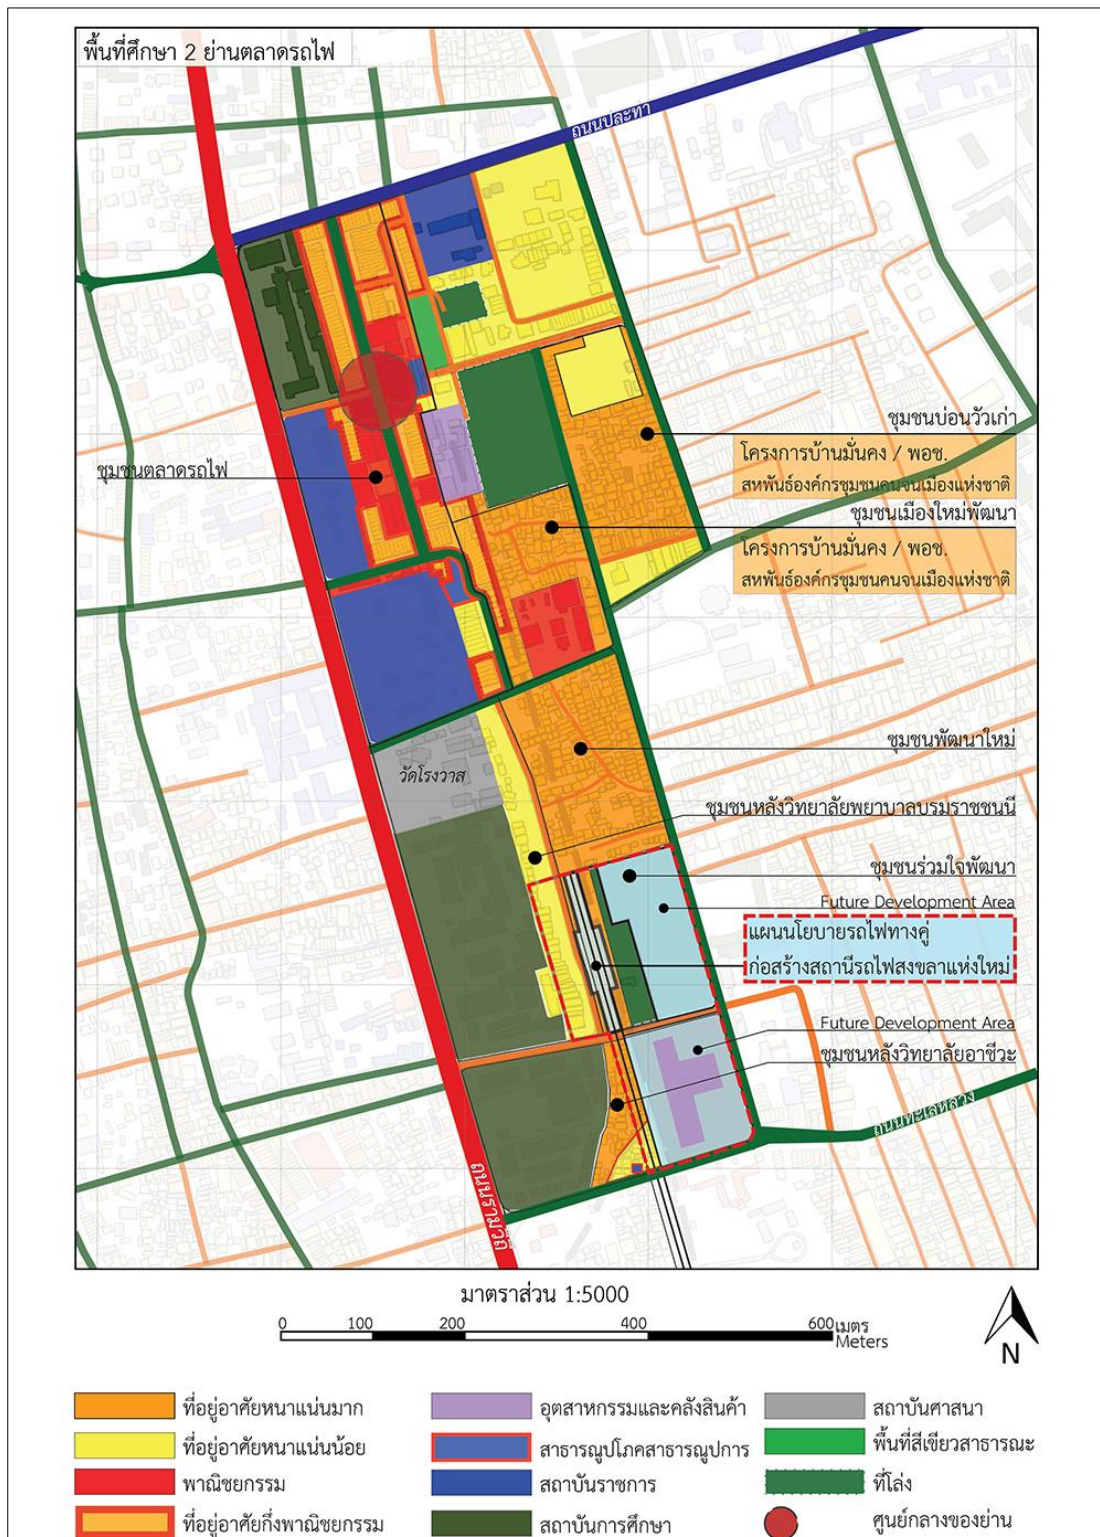 พื้นที่ศึกษา 2 ย่านตลาดรถไฟ
ถนนปละทา
ชุมชนบ่อนวัวเก่า
โครงการบ้านมั่นคง / พอช.
สหพันธ์องค์กรชุมชนคนจนเมืองแห่งชาติ
ชุมชนตลาดรถไฟ
ชุมชนเมืองใหม่พัฒนา
โครงการบ้านมั่นคง / พอช.
สหพันธ์องค์กรชุมชนคนจนเมืองแห่งชาติ
ชุมชนพัฒนาใหม่
วัดโรงวาส
ชุมชนหลังวิทยาลัยพยาบาลบรมราชชนนี
ชุมชนร่วมใจพัฒนา
Future Development Area
แผนนโยบายรถไฟทางคู่
ก่อสร้างสถานีรถไฟสงขลาแห่งใหม่
Future Development Area
ชุมชนหลังวิทยาลัยอาชีวะ
ถนนทะเลหลวง
ถนนรามวิถี
มาตราส่วน 1:5000
0 100 200 400 600 เมตร
Meters
N
ที่อยู่อาศัยหนาแน่นมาก
ที่อยู่อาศัยหนาแน่นน้อย
พาณิชยกรรม
ที่อยู่อาศัยกึ่งพาณิชยกรรม
อุตสาหกรรมและคลังสินค้า
สาธารณูปโภคสาธารณูปการ
สถาบันราชการ
สถาบันการศึกษา
สถาบันศาสนา
พื้นที่สีเขียวสาธารณะ
ที่โล่ง
ศูนย์กลางของย่าน